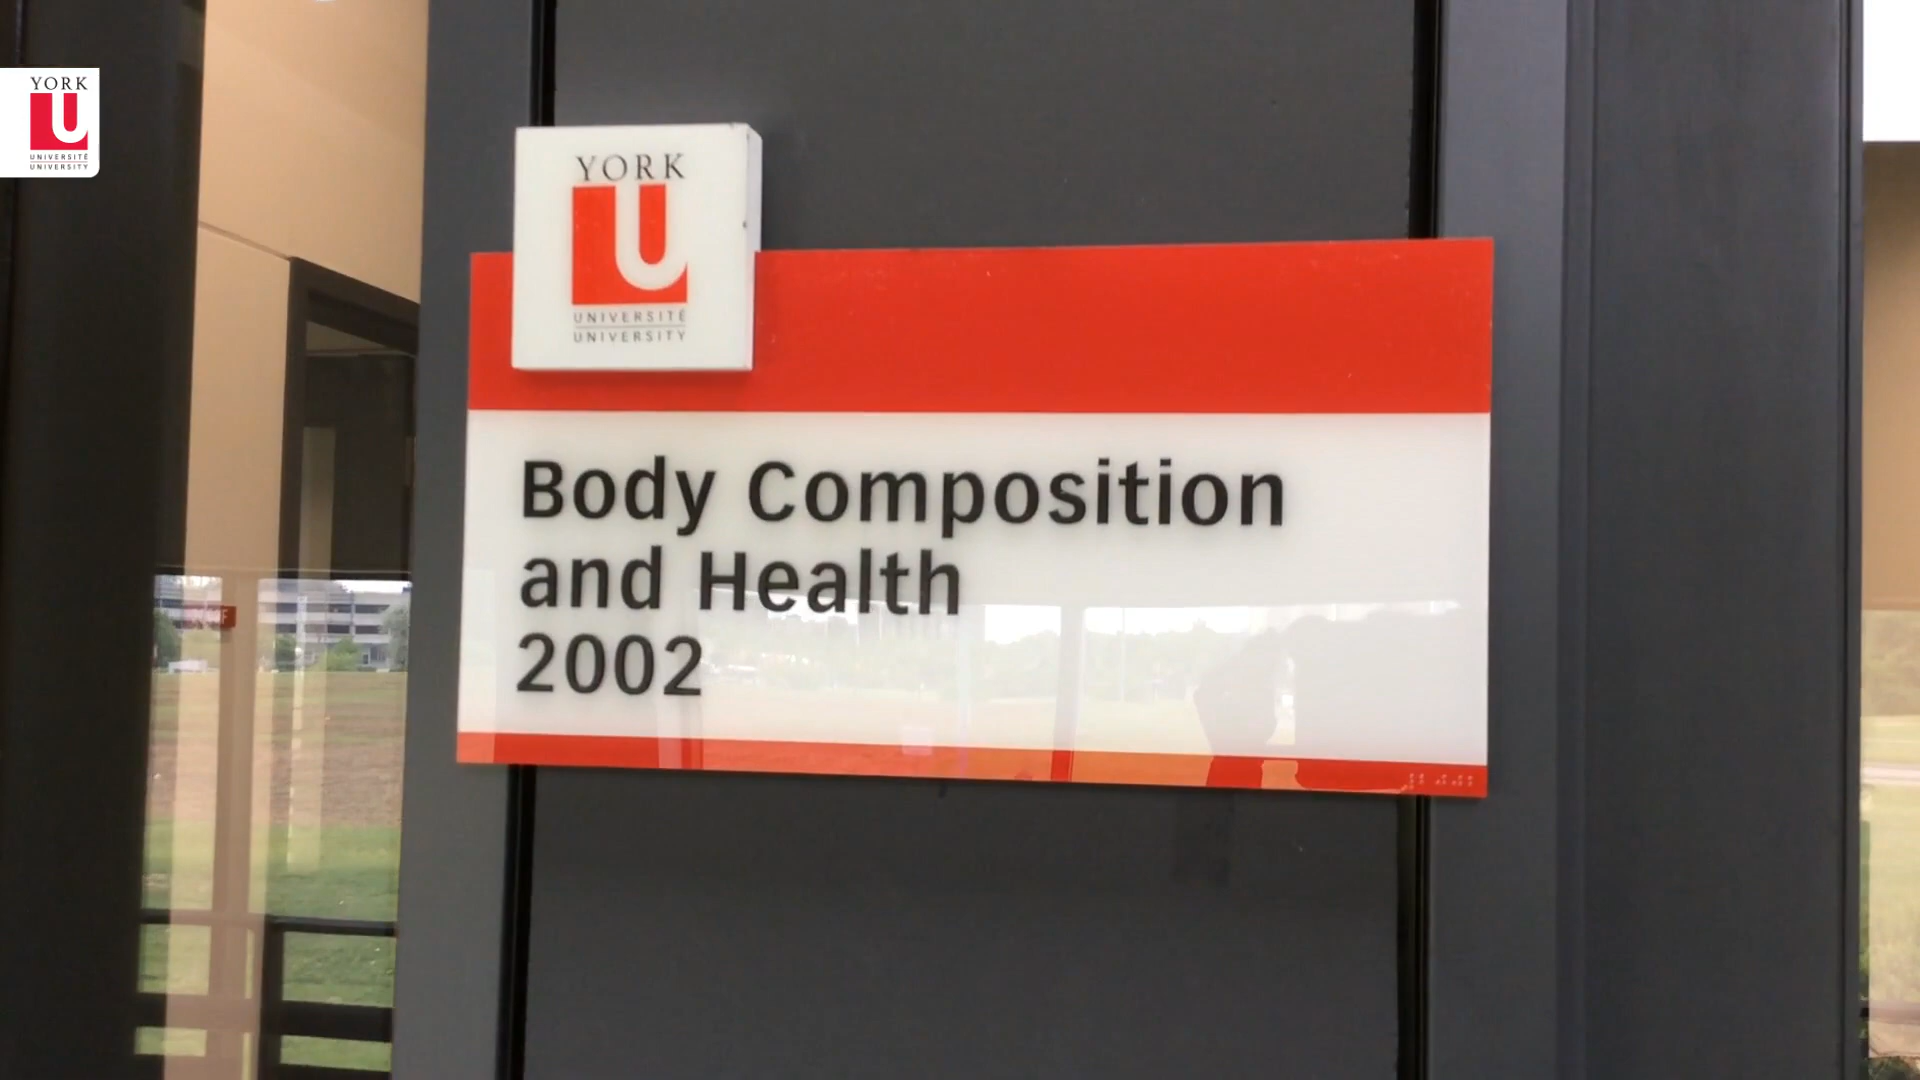 YORK
U
UNIVERSITÉ
UNIVERSITY
YORK
U
UNIVERSITÉ
UNIVERSITY
Body Composition
and Health
2002